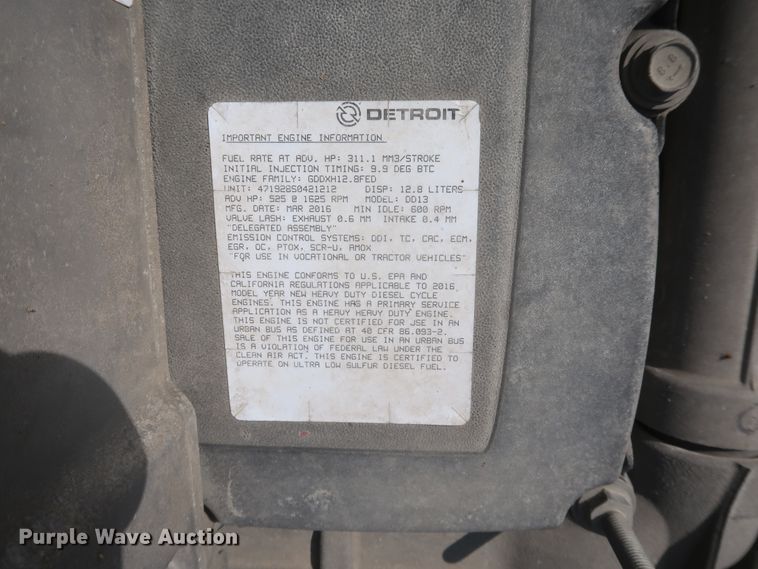 DETROIT
IMPORTANT ENGINE INFORMATION
FUEL RATE AT ADV. HP: 311.1 MM3/STROKE
INITIAL INJECTION TIMING: 9.9 DEG BTC
ENGINE FAMILY: GDDXH12.8FED
UNIT: 471928S0421212 DISP: 12.8 LITERS
ADV HP: 525 @ 1625 RPM MODEL: DD13
MFG. DATE: MAR 2016 MIN IDLE: 600 RPM
VALVE LASH: EXHAUST 0.6 MM INTAKE 0.4 MM
"DELEGATED ASSEMBLY"
EMISSION CONTROL SYSTEMS: DDI, TC, CAC, ECM,
EGR, OC, PTOX, SCR-U, AMOX
"FOR USE IN VOCATIONAL OR TRACTOR VEHICLES"
THIS ENGINE CONFORMS TO U.S. EPA AND
CALIFORNIA REGULATIONS APPLICABLE TO 2016,
MODEL YEAR NEW HEAVY DUTY DIESEL CYCLE
ENGINES. THIS ENGINE HAS A PRIMARY SERVICE
APPLICATION AS A HEAVY HEAVY DUTY ENGINE.
THIS ENGINE IS NOT CERTIFIED FOR USE IN AN
URBAN BUS AS DEFINED AT 40 CFR 86.093-2.
SALE OF THIS ENGINE FOR USE IN AN URBAN BUS
IS A VIOLATION OF FEDERAL LAW UNDER THE
CLEAN AIR ACT. THIS ENGINE IS CERTIFIED TO
OPERATE ON ULTRA LOW SULFUR DIESEL FUEL.
Purple Wave Auction